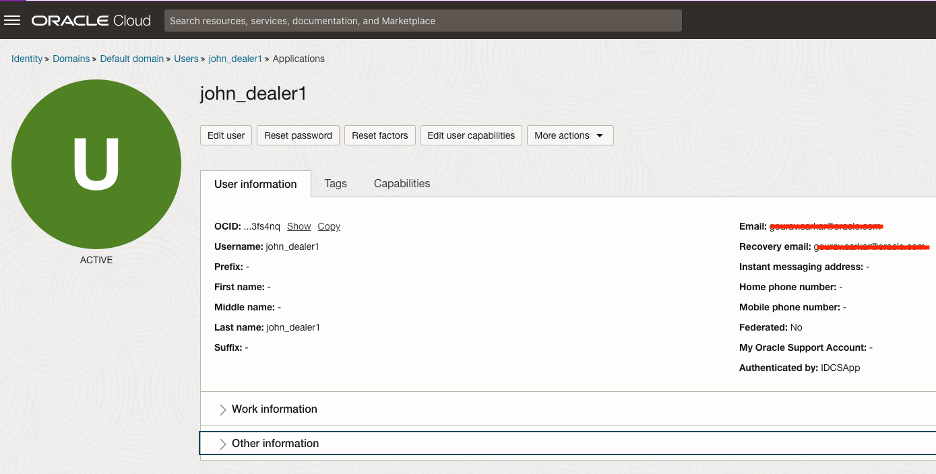 ORACLE Cloud
Search resources, services, documentation, and Marketplace
Identity » Domains » Default domain » Users » john_dealer1 » Applications
U
ACTIVE
john_dealer1
Edit user
Reset password
Reset factors
Edit user capabilities
More actions
User information
Tags
Capabilities
OCID: ...3fs4nq Show Copy
Username: john_dealer1
Prefix: -
First name: -
Middle name: -
Last name: john_dealer1
Suffix: -
Email:
Recovery email:
Instant messaging address: -
Home phone number: -
Mobile phone number: -
Federated: No
My Oracle Support Account: -
Authenticated by: IDCSApp
Work information
Other information